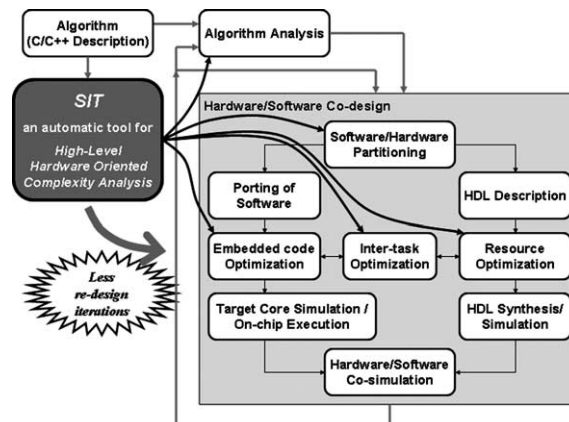 Algorithm
(C/C++ Description)
Algorithm Analysis
SIT
an automatic tool for
High-Level
Hardware Oriented
Complexity Analysis
Less
re-design
iterations
Hardware/Software Co-design
Software/Hardware
Partitioning
Porting of
Software
HDL Description
Embedded code
Optimization
Inter-task
Optimization
Resource
Optimization
Target Core Simulation /
On-chip Execution
HDL Synthesis/
Simulation
Hardware/Software
Co-simulation